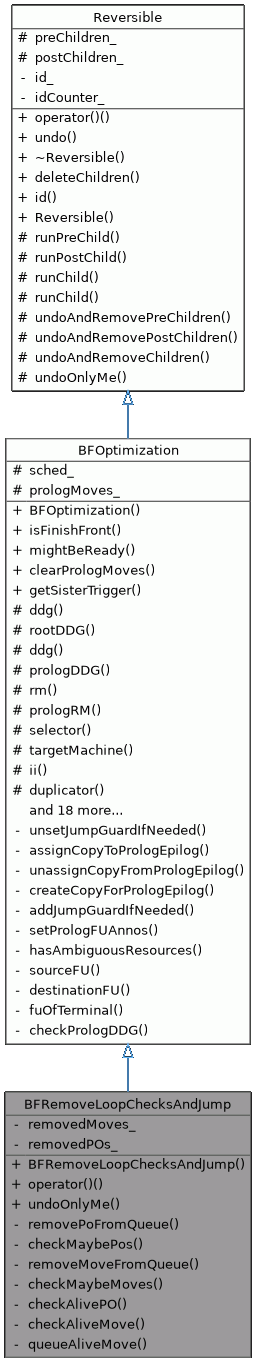 Reversible
# preChildren_
# postChildren_
- id_
- idCounter_
+ operator()()
+ undo()
+ ~Reversible()
+ deleteChildren()
+ id()
+ Reversible()
# runPreChild()
# runPostChild()
# runChild()
# runChild()
# undoAndRemovePreChildren()
# undoAndRemovePostChildren()
# undoAndRemoveChildren()
# undoOnlyMe()
BFOptimization
# sched_
# prologMoves_
+ BFOptimization()
+ isFinishFront()
+ mightBeReady()
+ clearPrologMoves()
+ getSisterTrigger()
# ddg()
# rootDDG()
# ddg()
# prologDDG()
# rm()
# prologRM()
# selector()
# targetMachine()
# ii()
# duplicator()
and 18 more...
- unsetJumpGuardIfNeeded()
- assignCopyToPrologEpilog()
- unassignCopyFromPrologEpilog()
- createCopyForPrologEpilog()
- addJumpGuardIfNeeded()
- setPrologFUAnnos()
- hasAmbiguousResources()
- sourceFU()
- destinationFU()
- fuOfTerminal()
- checkPrologDDG()
BFRemoveLoopChecksAndJump
- removedMoves_
- removedPOs_
+ BFRemoveLoopChecksAndJump()
+ operator()()
+ undoOnlyMe()
- removePoFromQueue()
- checkMaybePos()
- removeMoveFromQueue()
- checkMaybeMoves()
- checkAlivePO()
- checkAliveMove()
- queueAliveMove()